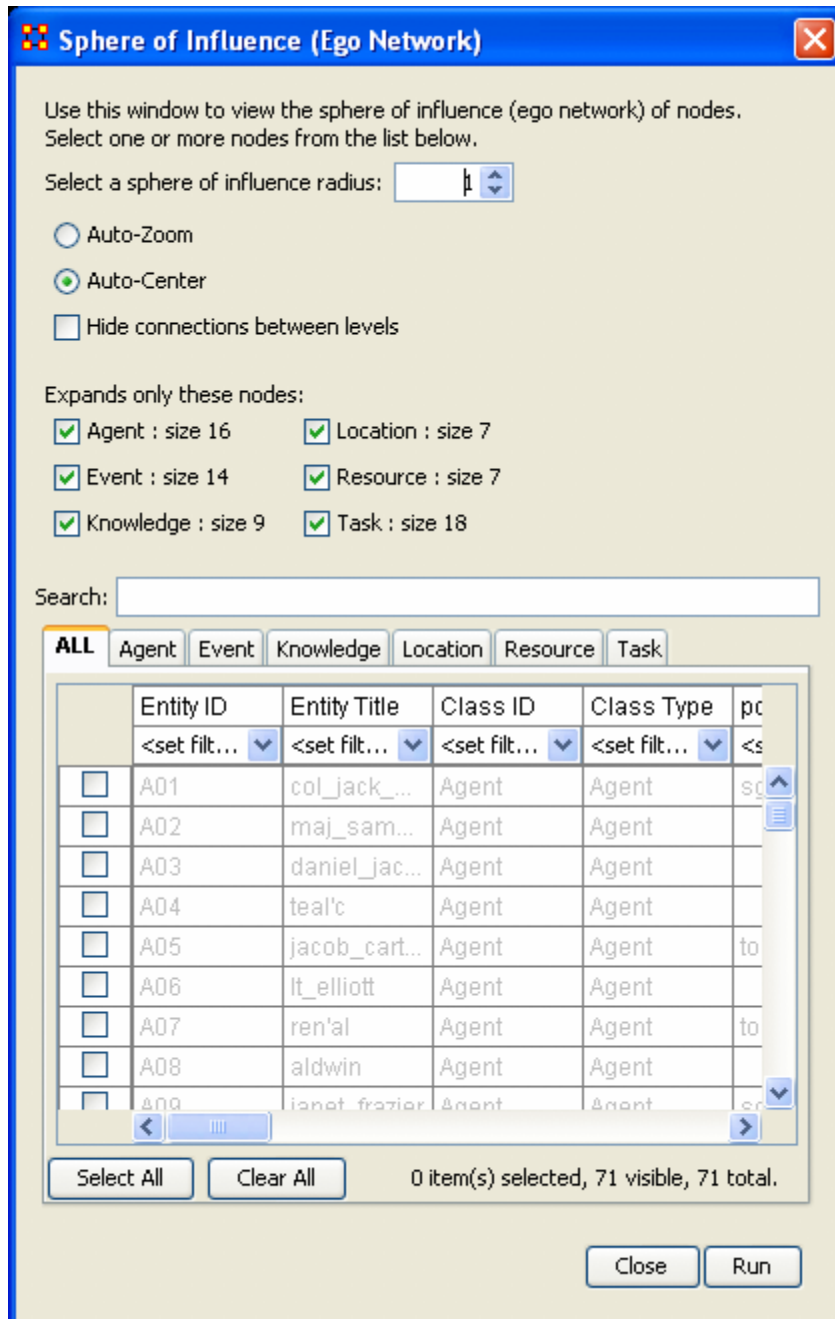 Sphere of Influence (Ego Network)
Use this window to view the sphere of influence (ego network) of nodes.
Select one or more nodes from the list below.
Select a sphere of influence radius: 1
Auto-Zoom
Auto-Center
Hide connections between levels
Expands only these nodes:
Agent : size 16 Location : size 7
Event : size 14 Resource : size 7
Knowledge : size 9 Task : size 18
Search:
ALL Agent Event Knowledge Location Resource Task
Entity ID Entity Title Class ID Class Type
<set filt... <set filt... <set filt... <set filt... <s
A01 col_jack_... Agent Agent
A02 maj_sam... Agent Agent
A03 daniel_jac... Agent Agent
A04 teal'c Agent Agent
A05 jacob_cart... Agent Agent to
A06 lt_elliott Agent Agent
A07 ren'al Agent Agent to
A08 aldwin Agent Agent
A09 janet_frazier Agent Agent
Select All Clear All 0 item(s) selected, 71 visible, 71 total.
Close Run